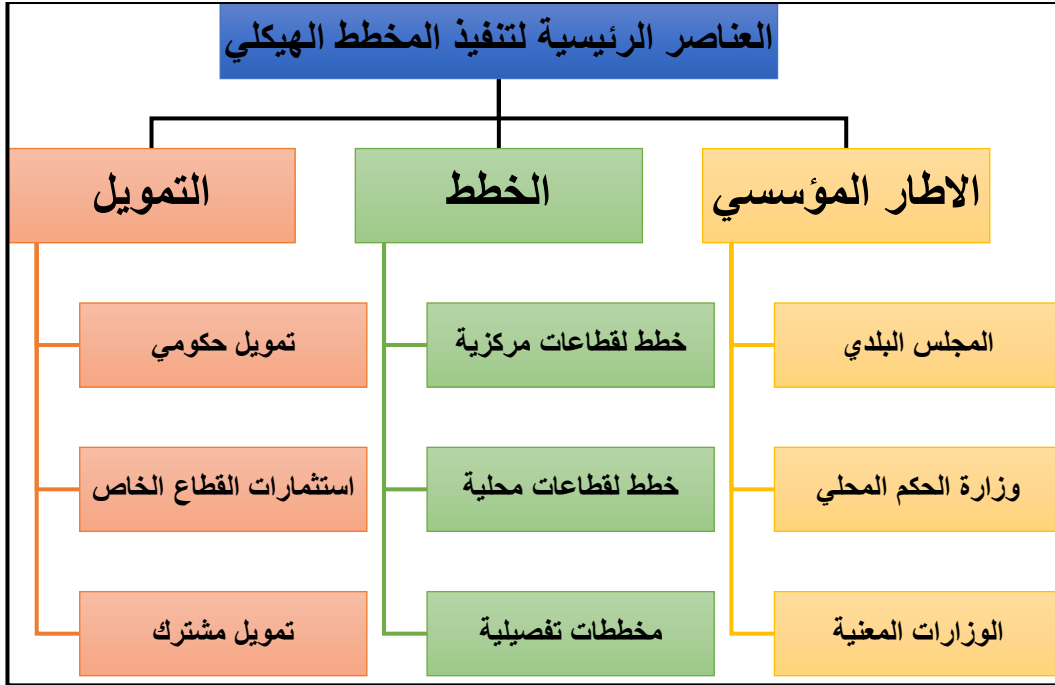 العناصر الرئيسية لتنفيذ المخطط الهيكلي
الاطار المؤسسي
المجلس البلدي
وزارة الحكم المحلي
الوزارات المعنية
الخطط
خطط لقطاعات مركزية
خطط لقطاعات محلية
مخططات تفصيلية
التمويل
تمويل حكومي
استثمارات القطاع الخاص
تمويل مشترك